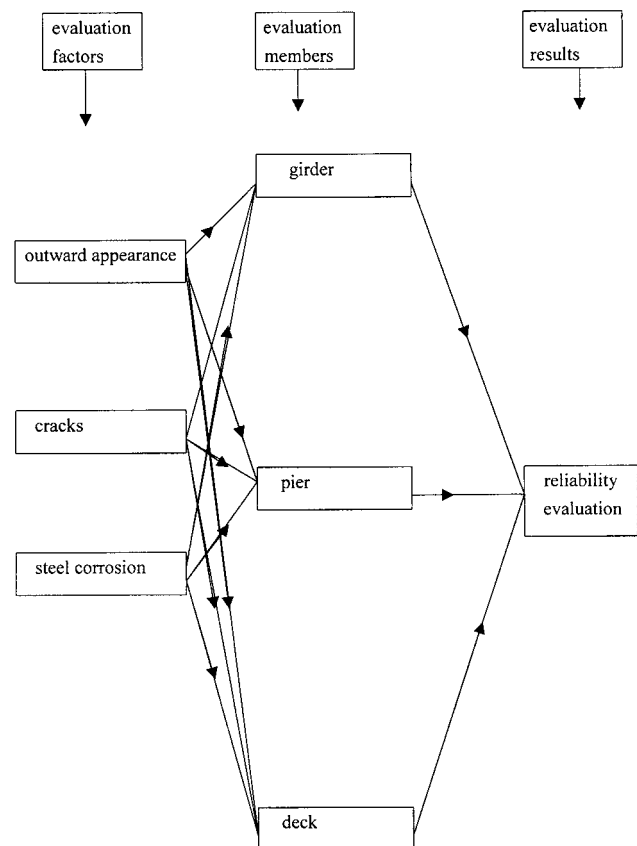 evaluation
factors
evaluation
members
evaluation
results
girder
outward appearance
cracks
pier
reliability
evaluation
steel corrosion
deck